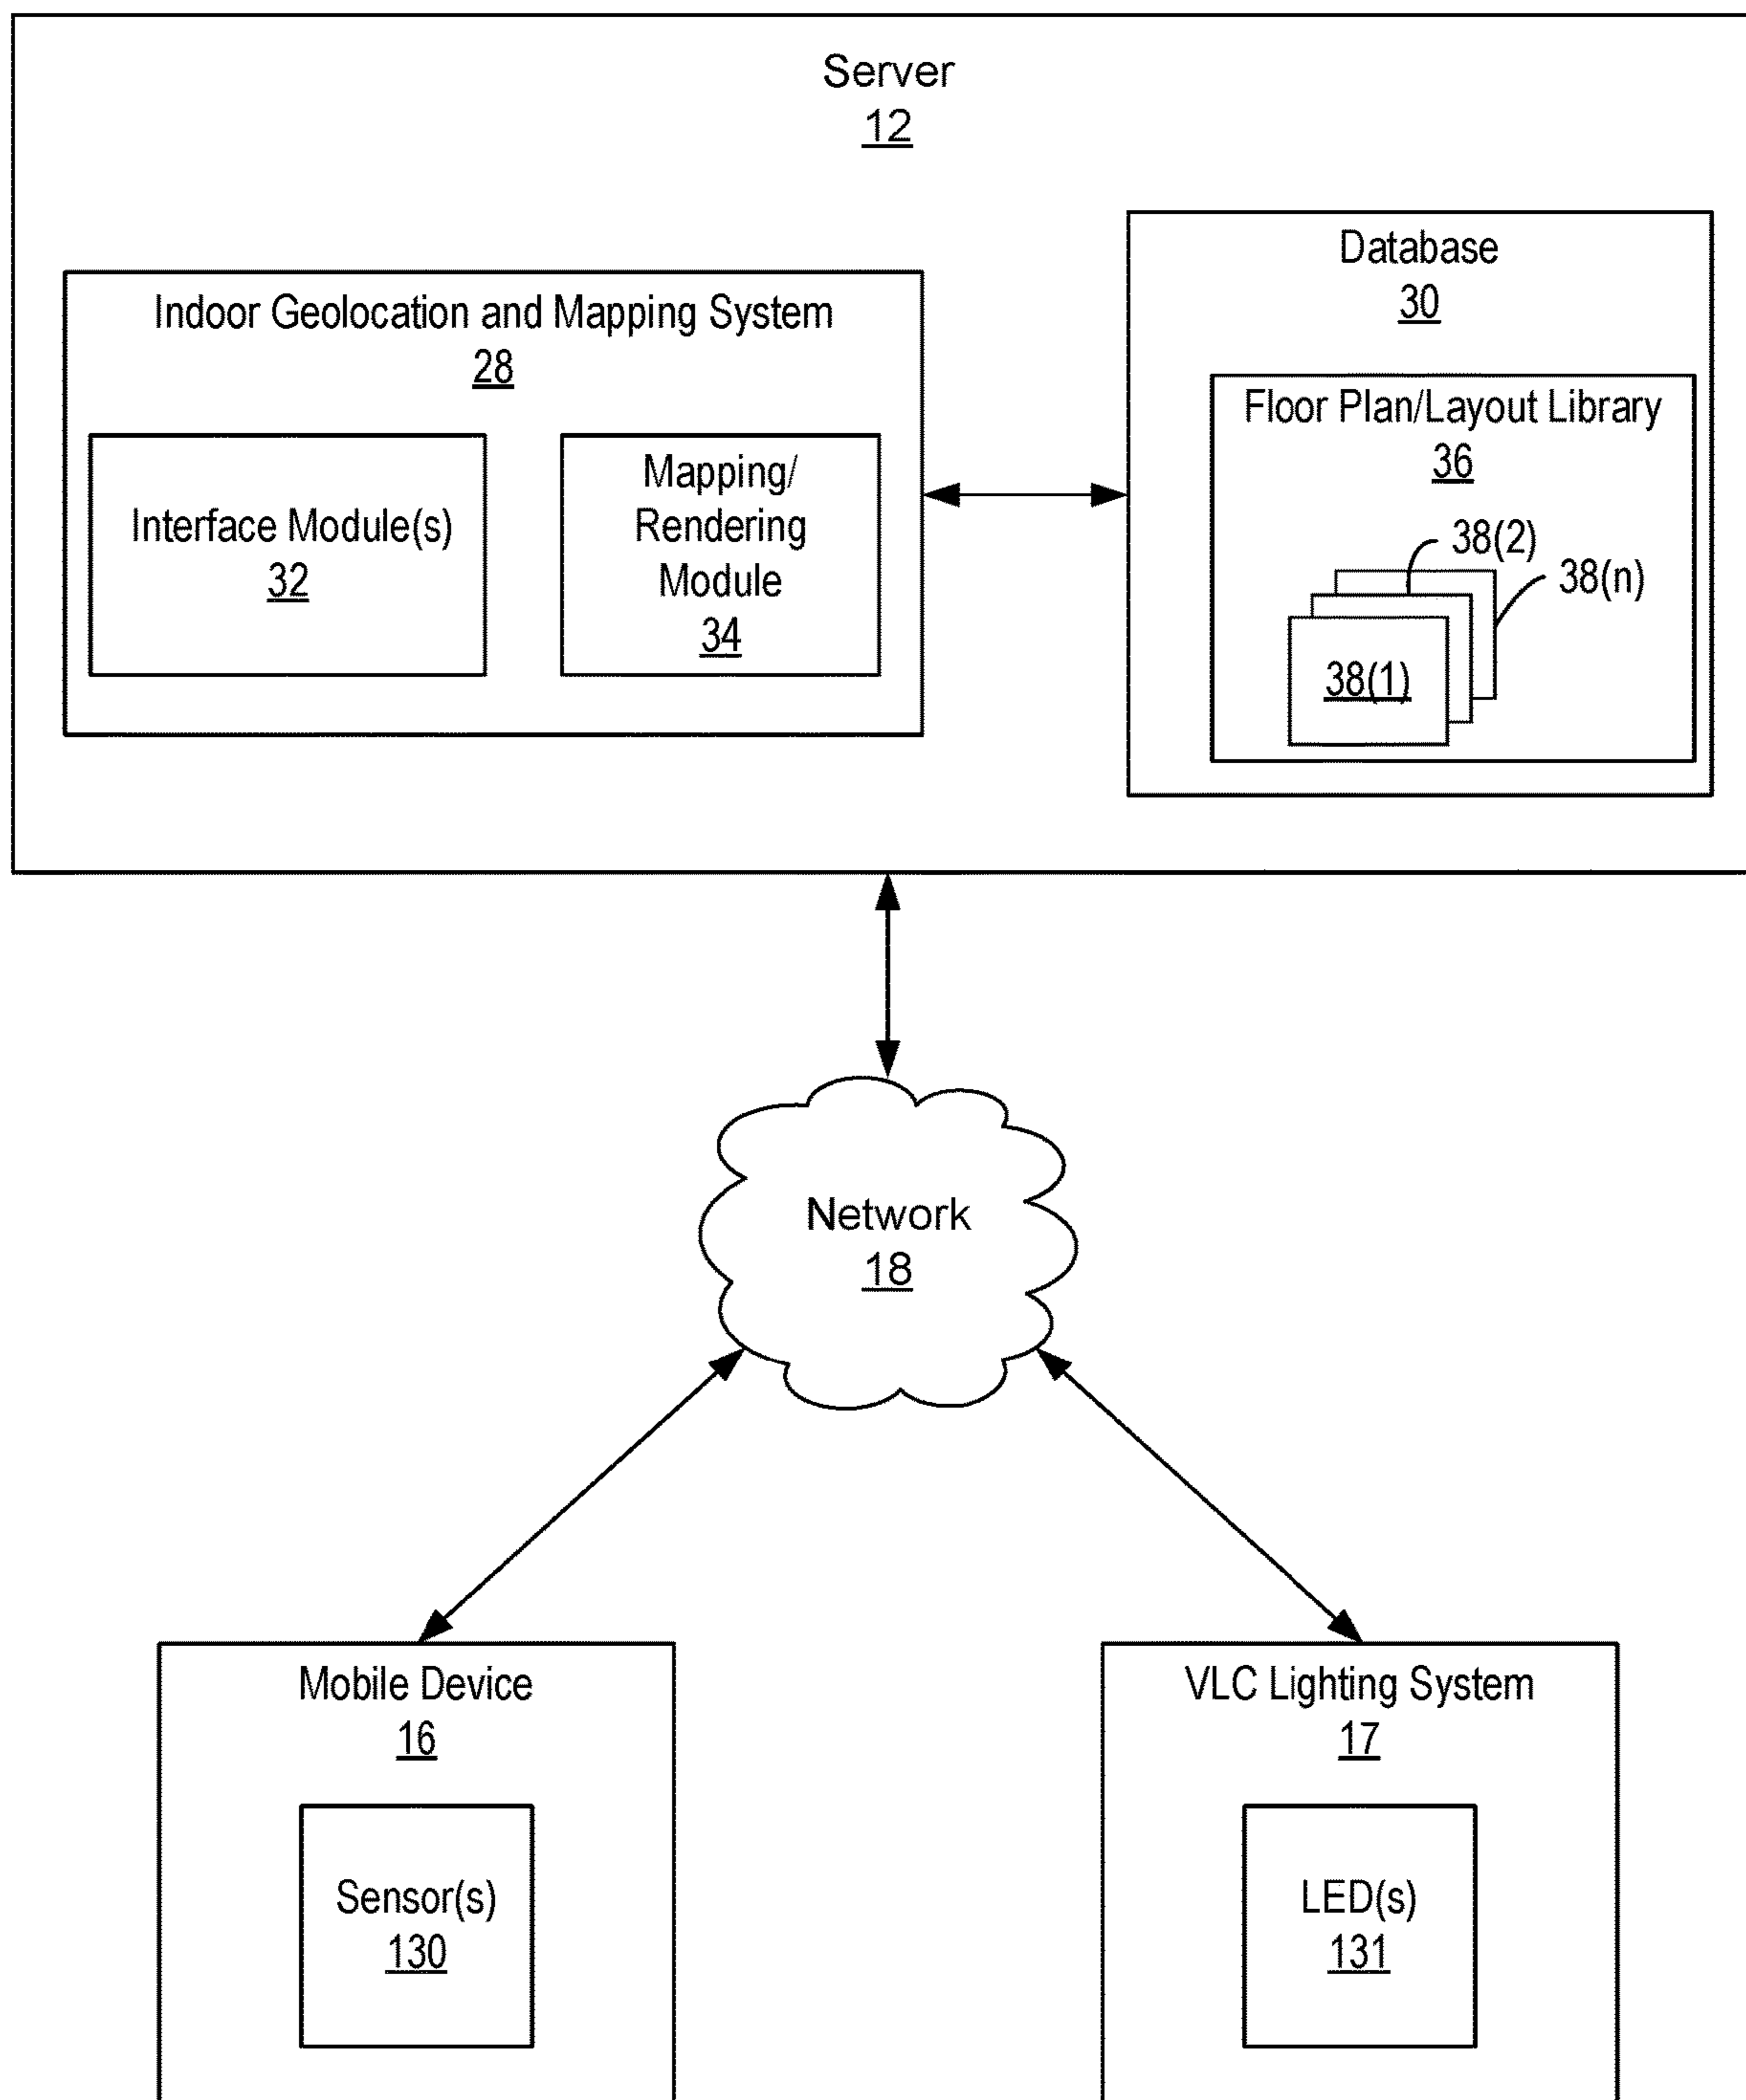 Server
12
Indoor Geolocation and Mapping System
28
Interface Module(s)
32
Mapping/
Rendering
Module
34
Database
30
Floor Plan/Layout Library
36
38(2)
38(n)
38(1)
Network
18
Mobile Device
16
Sensor(s)
130
VLC Lighting System
17
LED(s)
131